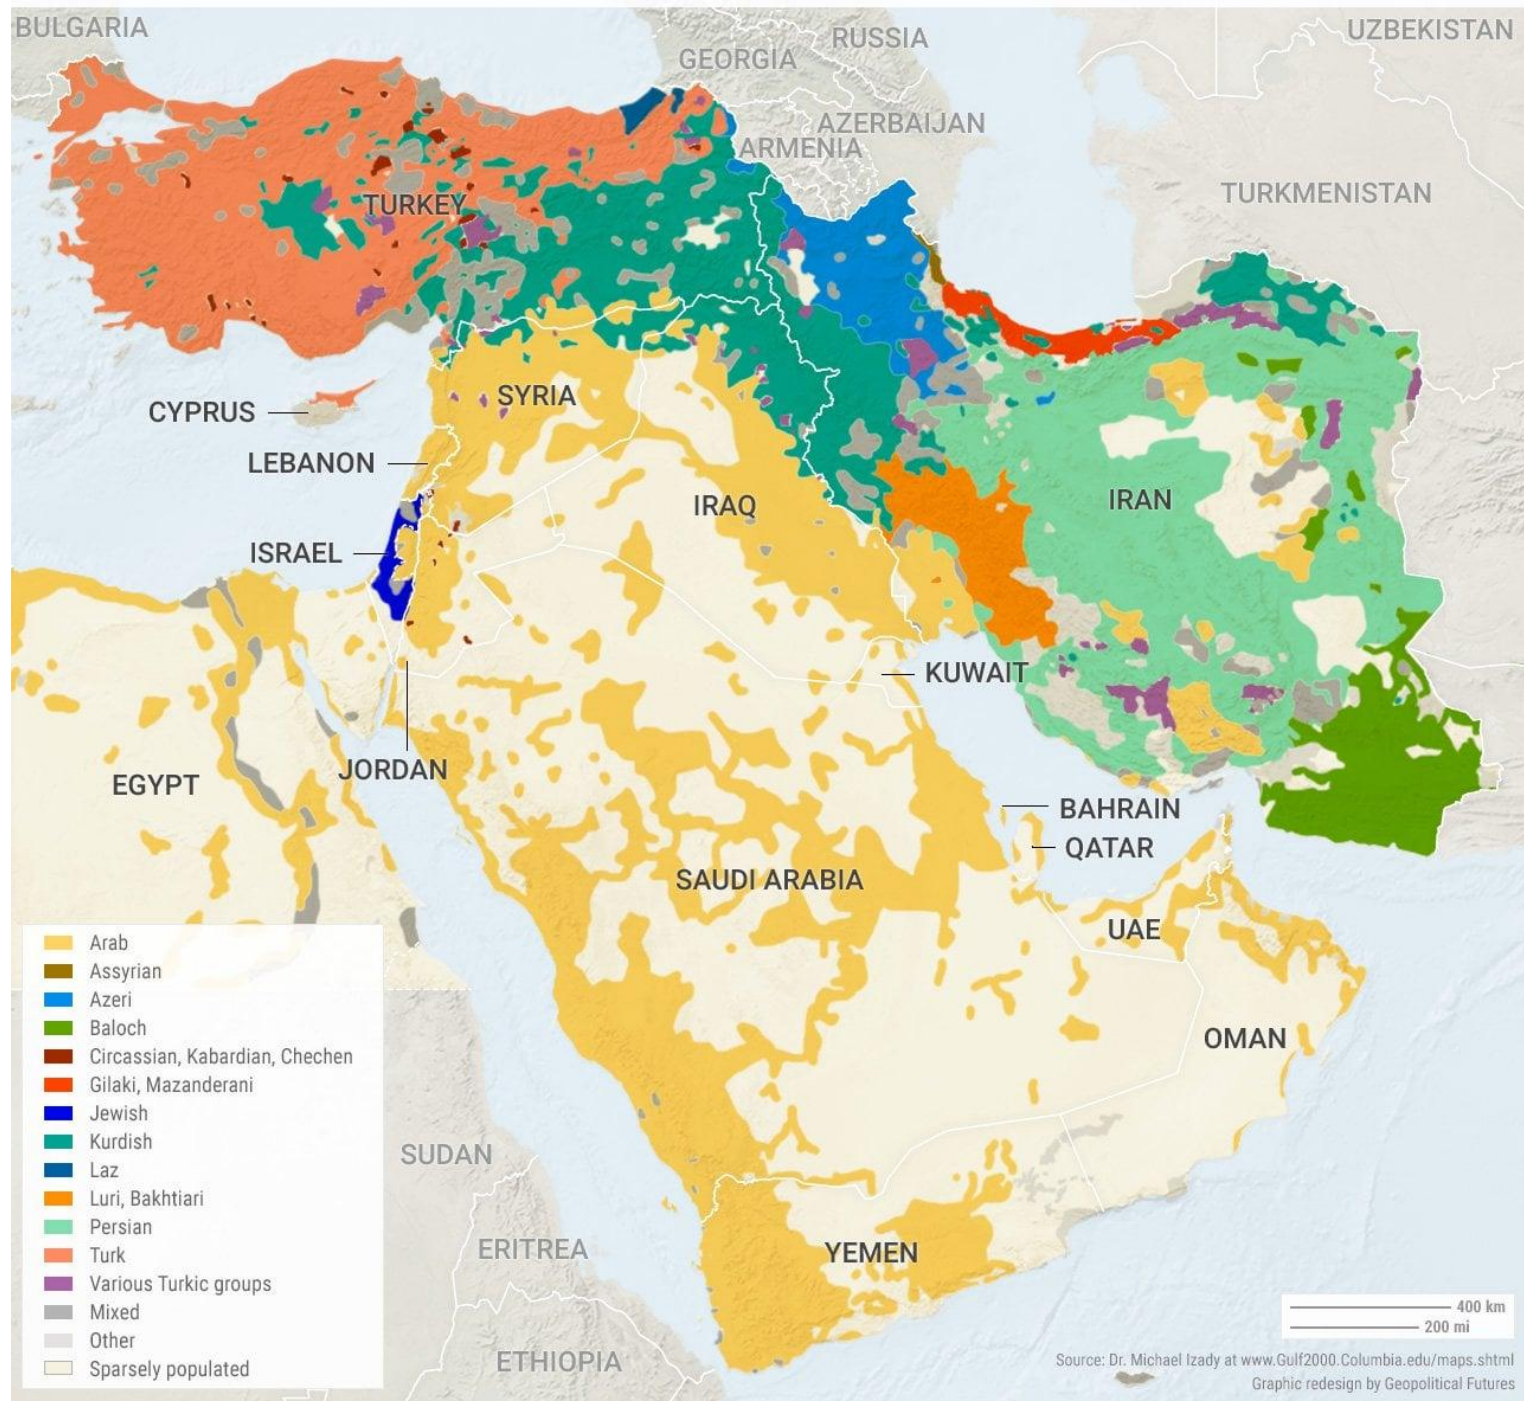 BULGARIA
RUSSIA
UZBEKISTAN
GEORGIA
AZERBAIJAN
ARMENIA
TURKMENISTAN
TURKEY
SYRIA
CYPRUS
LEBANON
IRAQ
IRAN
ISRAEL
KUWAIT
JORDAN
EGYPT
BAHRAIN
QATAR
SAUDI ARABIA
UAE
OMAN
SUDAN
ERITREA
YEMEN
ETHIOPIA
Arab
Assyrian
Azeri
Baloch
Circassian, Kabardian, Chechen
Gilaki, Mazanderani
Jewish
Kurdish
Laz
Luri, Bakhtiari
Persian
Turk
Various Turkic groups
Mixed
Other
Sparsely populated
400 km
200 mi
Source: Dr. Michael Izady at www.Gulf2000.Columbia.edu/maps.shtml
Graphic redesign by Geopolitical Futures